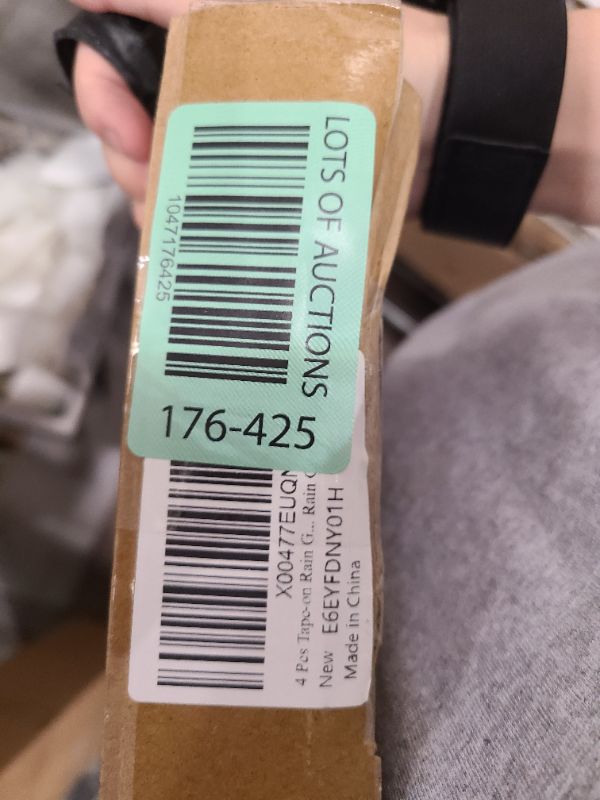 LOTS OF AUCTIONS
1047176425
176-425
X00477EUQN
4 Pcs Tape-on Rain G... Rain
New E6EYFDNY01H
Made in China